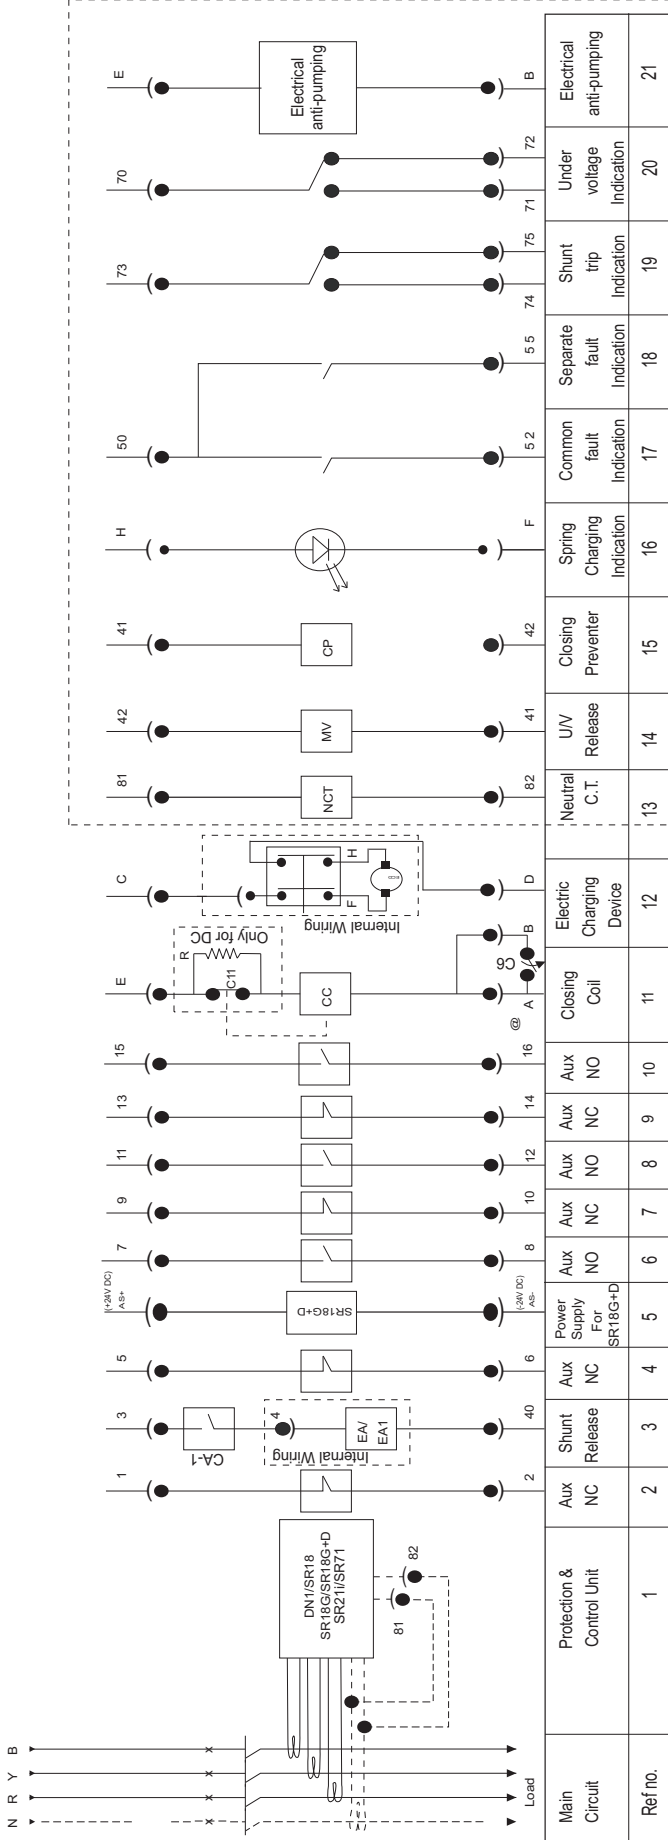 N R Y B
Load
Main
Circuit
Ref no.
DN1/SR18
SR18G/SR18G+D
SR21i/SR71
81
82
Protection &
Control Unit
1
1
2
Aux
NC
2
3
CA-1
4
EA/
EA1
Internal Wiring
40
Shunt
Release
3
5
6
Aux
NC
4
(+24V DC)
AS+
SR18G+D
(-24V DC)
AS-
Power
Supply
For
SR18G+D
5
7
8
Aux
NO
6
9
10
Aux
NC
7
11
12
Aux
NO
8
13
14
Aux
NC
9
15
16
Aux
NO
10
E
R
C11
Only for DC
CC
@
A
C6
B
Closing
Coil
11
C
F
H
Internal Wiring
D
Electric
Charging
Device
12
81
NCT
82
Neutral
C.T.
13
42
MV
41
U/V
Release
14
41
CP
42
Closing
Preventer
15
H
F
Spring
Charging
Indication
16
50
5 2
Common
fault
Indication
17
5 5
Separate
fault
Indication
18
73
74
75
Shunt
trip
Indication
19
70
71
72
Under
voltage
Indication
20
E
Electrical
anti-pumping
B
Electrical
anti-pumping
21